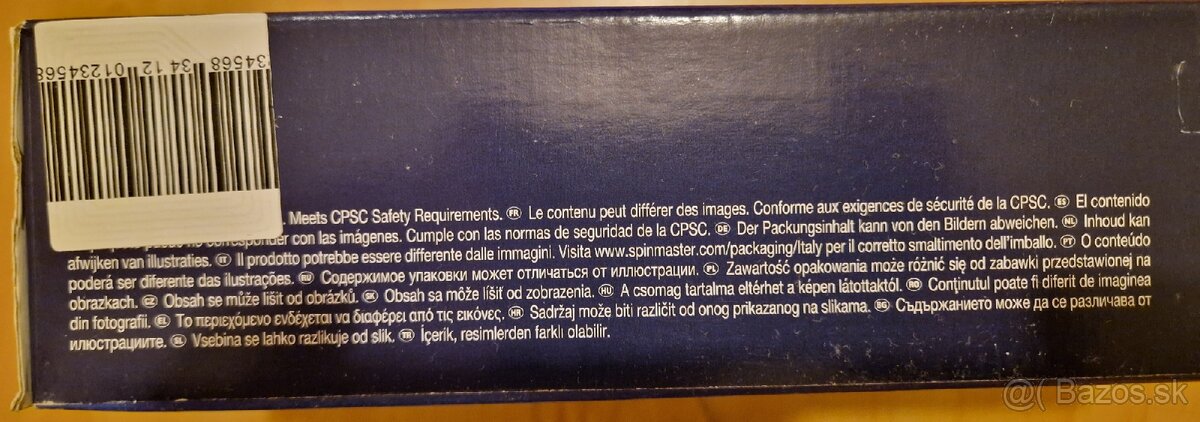 34568 34 12 01234568
. Meets CPSC Safety Requirements. FR Le contenu peut différer des images. Conforme aux exigences de sécurité de la CPSC. ES El contenido
corresponder con las imágenes. Cumple con las normas de seguridad de la CPSC. DE Der Packungsinhalt kann von den Bildern abweichen. NL Inhoud kan
afwijken van illustraties. IT Il prodotto potrebbe essere differente dalle immagini. Visita www.spinmaster.com/packaging/Italy per il corretto smaltimento dell'imballo. PT O conteúdo
poderá ser diferente das ilustrações. RU Содержимое упаковки может отличаться от иллюстрации. PL Zawartość opakowania może różnić się od zabawki przedstawionej na
obrazkach. CZ Obsah se může lišit od obrázků. SK Obsah sa môže líšiť od zobrazenia. HU A csomag tartalma eltérhet a képen látottaktól. RO Conţinutul poate fi diferit de imaginea
din fotografii. EL Το περιεχόμενο ενδέχεται να διαφέρει από τις εικόνες. HR Sadržaj može biti različit od onog prikazanog na slikama. BG Съдържанието може да се различава от
илюстрациите. SL Vsebina se lahko razlikuje od slik. TR İçerik, resimlerden farklı olabilir.
Bazos.sk